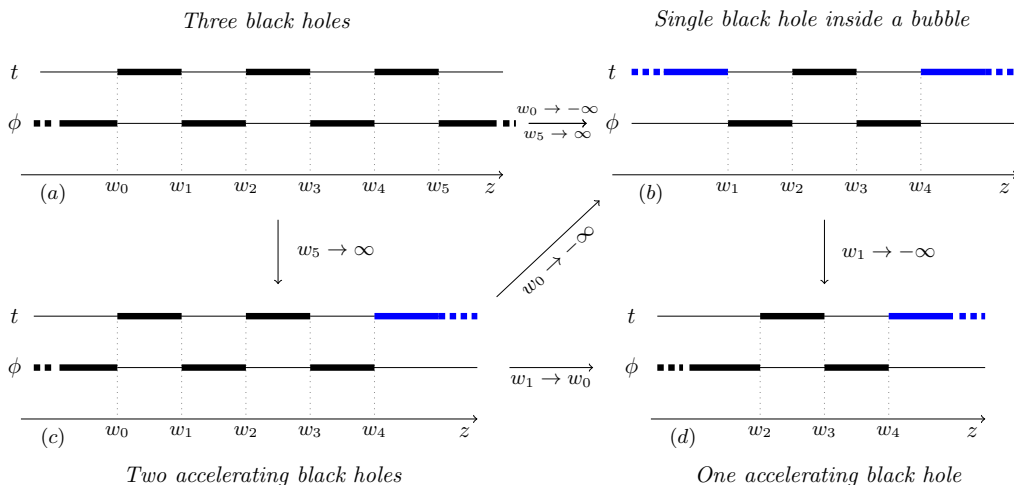 Three black holes
t
ϕ
w₀ w₁ w₂ w₃ w₄ w₅ z
(a)
w₀ → −∞
w₅ → ∞
Single black hole inside a bubble
t
ϕ
w₁ w₂ w₃ w₄ z
(b)
w₅ → ∞
w₀ → −∞
w₁ → −∞
t
ϕ
w₀ w₁ w₂ w₃ w₄ z
(c)
w₁ → w₀
t
ϕ
w₂ w₃ w₄ z
(d)
Two accelerating black holes
One accelerating black hole